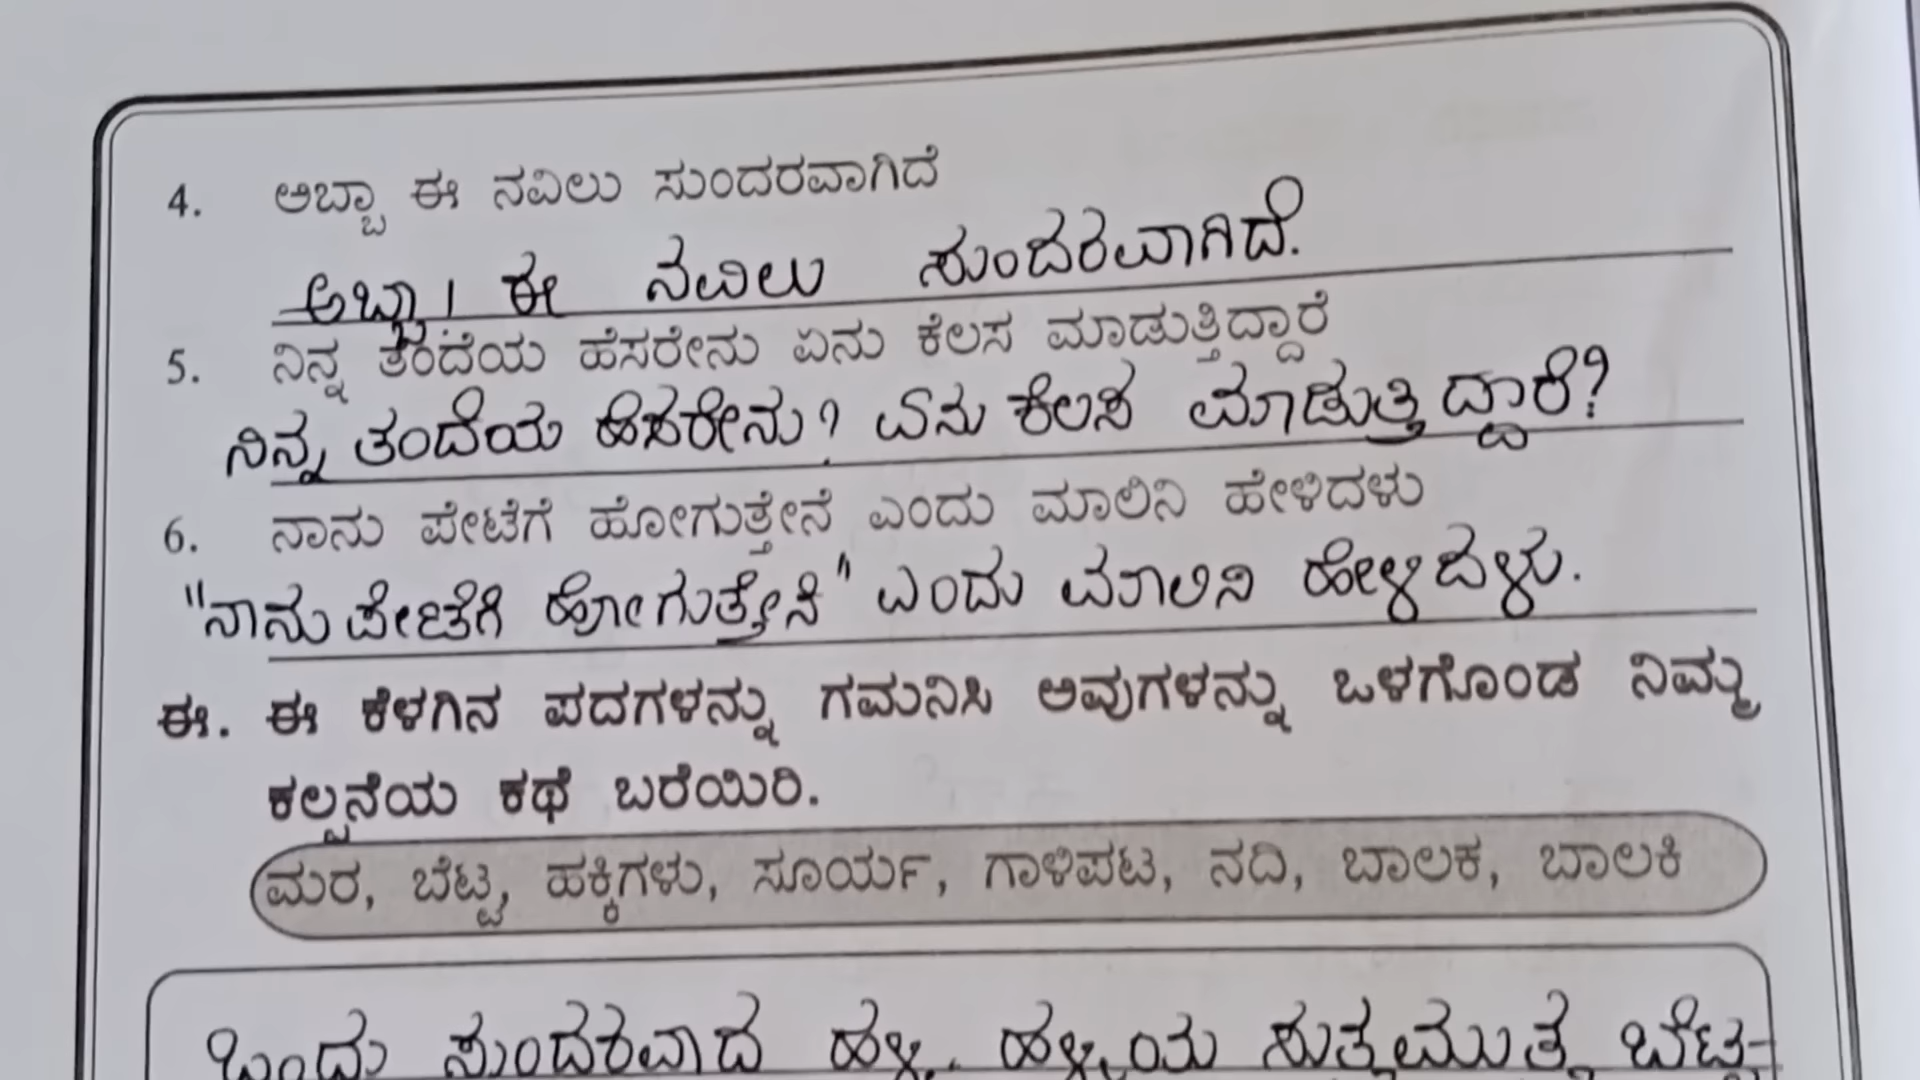 4. ಅಬ್ಬಾ ಈ ನವಿಲು ಸುಂದರವಾಗಿದೆ
ಅಬ್ಬಾ! ಈ ನವಿಲು ಸುಂದರವಾಗಿದೆ.
5. ನಿನ್ನ ತಂದೆಯ ಹೆಸರೇನು ಏನು ಕೆಲಸ ಮಾಡುತ್ತಿದ್ದಾರೆ
ನಿನ್ನ ತಂದೆಯ ಹೆಸರೇನು? ಏನು ಕೆಲಸ ಮಾಡುತ್ತಿದ್ದಾರೆ?
6. ನಾನು ಪೇಟೆಗೆ ಹೋಗುತ್ತೇನೆ ಎಂದು ಮಾಲಿನಿ ಹೇಳಿದಳು
"ನಾನು ಪೇಟೆಗೆ ಹೋಗುತ್ತೇನೆ" ಎಂದು ಮಾಲಿನಿ ಹೇಳಿದಳು.
ಈ. ಈ ಕೆಳಗಿನ ಪದಗಳನ್ನು ಗಮನಿಸಿ ಅವುಗಳನ್ನು ಒಳಗೊಂಡ ನಿಮ್ಮ
ಕಲ್ಪನೆಯ ಕಥೆ ಬರೆಯಿರಿ.
ಮರ, ಬೆಟ್ಟ, ಹಕ್ಕಿಗಳು, ಸೂರ್ಯ, ಗಾಳಿಪಟ, ನದಿ, ಬಾಲಕ, ಬಾಲಕಿ
ಒಂದು ಸುಂದರವಾದ ಹಳ್ಳಿ. ಹಳ್ಳಿಯ ಸುತ್ತಮುತ್ತ ಬೆಟ್ಟ-